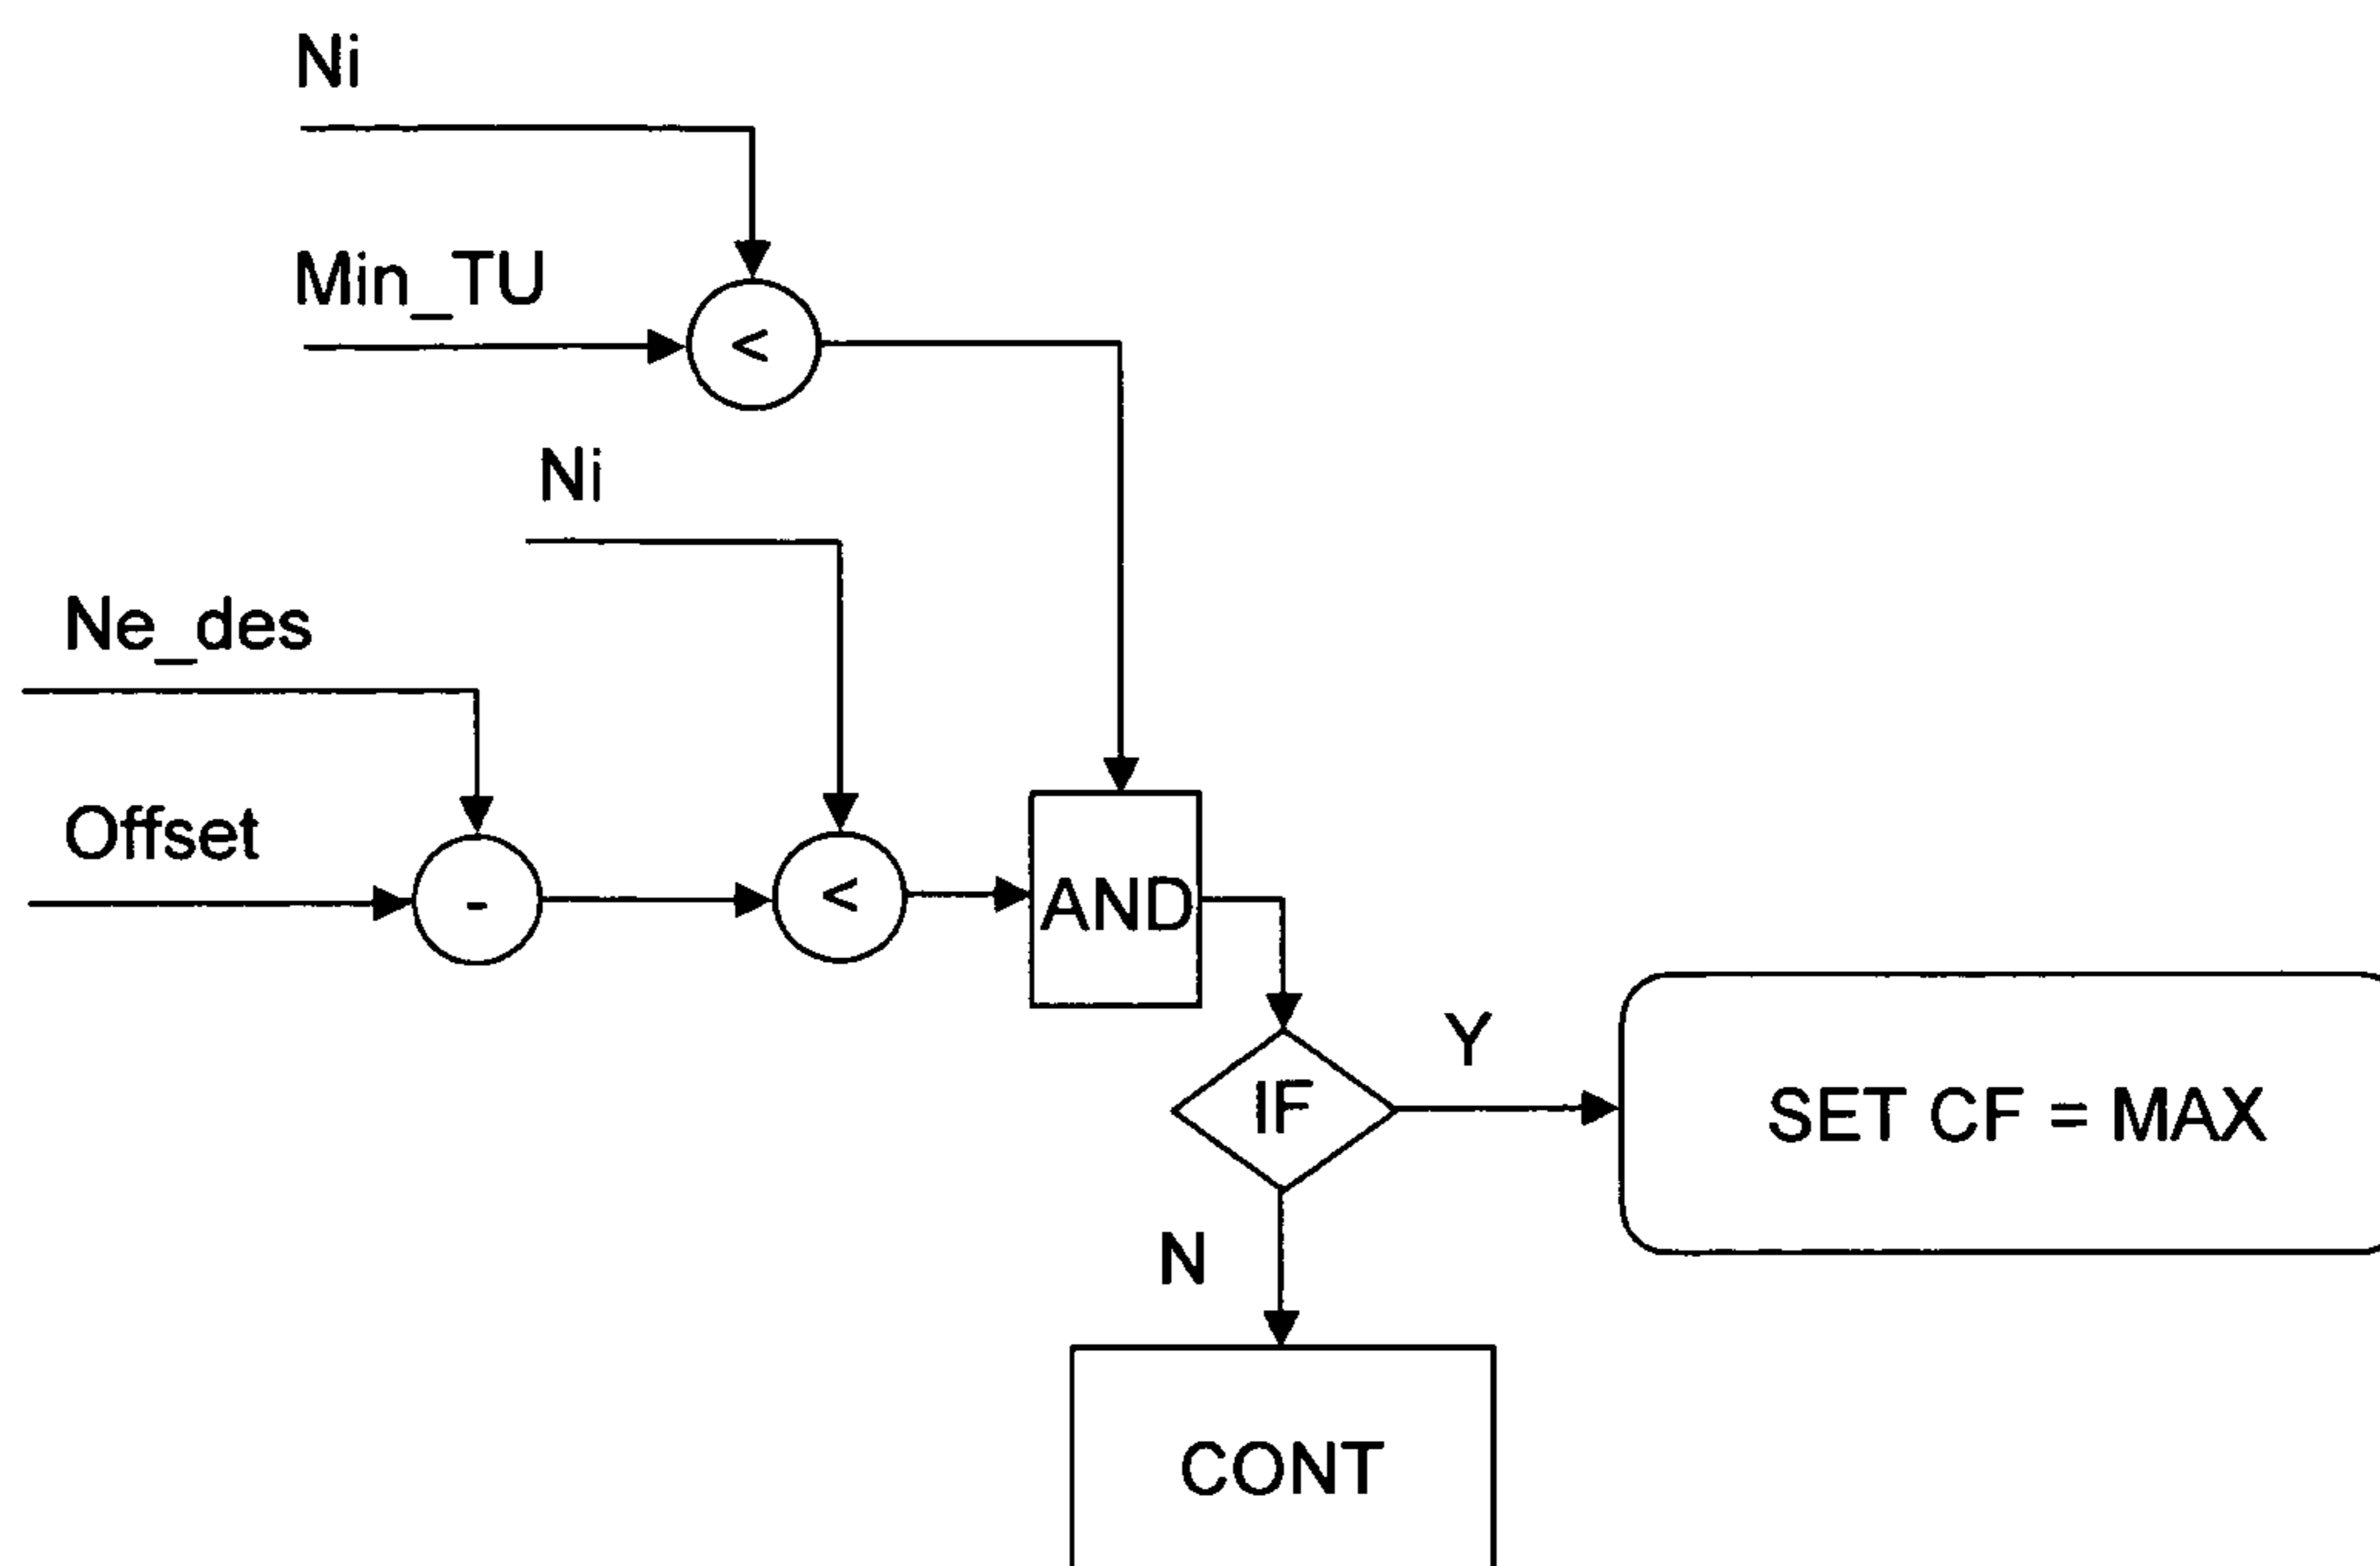 Ni
Min_TU
<
Ni
Ne_des
Offset
-
<
AND
IF
Y
SET CF = MAX
N
CONT